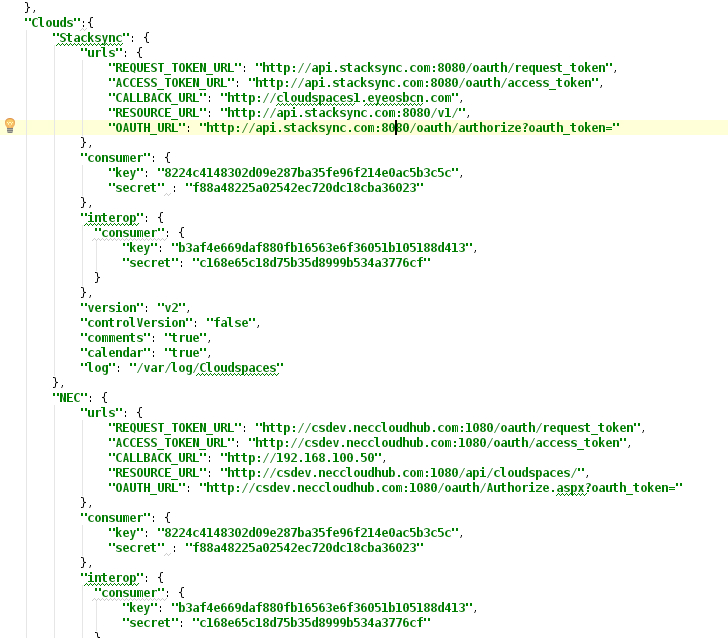 },
"Clouds":{
"Stacksync": {
"urls": {
"REQUEST_TOKEN_URL": "http://api.stacksync.com:8080/oauth/request_token",
"ACCESS_TOKEN_URL": "http://api.stacksync.com:8080/oauth/access_token",
"CALLBACK_URL": "http://cloudspaces1.eyeosbcn.com",
"RESOURCE_URL": "http://api.stacksync.com:8080/v1/",
"OAUTH_URL": "http://api.stacksync.com:8080/oauth/authorize?oauth_token="
},
"consumer": {
"key": "8224c4148302d09e287ba35fe96f214e0ac5b3c5c",
"secret" : "f88a48225a02542ec720dc18cba36023"
},
"interop": {
"consumer": {
"key": "b3af4e669daf880fb16563e6f36051b105188d413",
"secret": "c168e65c18d75b35d8999b534a3776cf"
}
},
"version": "v2",
"controlVersion": "false",
"comments": "true",
"calendar": "true",
"log": "/var/log/Cloudspaces"
},
"NEC": {
"urls": {
"REQUEST_TOKEN_URL": "http://csdev.neccloudhub.com:1080/oauth/request_token",
"ACCESS_TOKEN_URL": "http://csdev.neccloudhub.com:1080/oauth/access_token",
"CALLBACK_URL": "http://192.168.100.50",
"RESOURCE_URL": "http://csdev.neccloudhub.com:1080/api/cloudspaces/",
"OAUTH_URL": "http://csdev.neccloudhub.com:1080/oauth/Authorize.aspx?oauth_token="
},
"consumer": {
"key": "8224c4148302d09e287ba35fe96f214e0ac5b3c5c",
"secret" : "f88a48225a02542ec720dc18cba36023"
},
"interop": {
"consumer": {
"key": "b3af4e669daf880fb16563e6f36051b105188d413",
"secret": "c168e65c18d75b35d8999b534a3776cf"
}